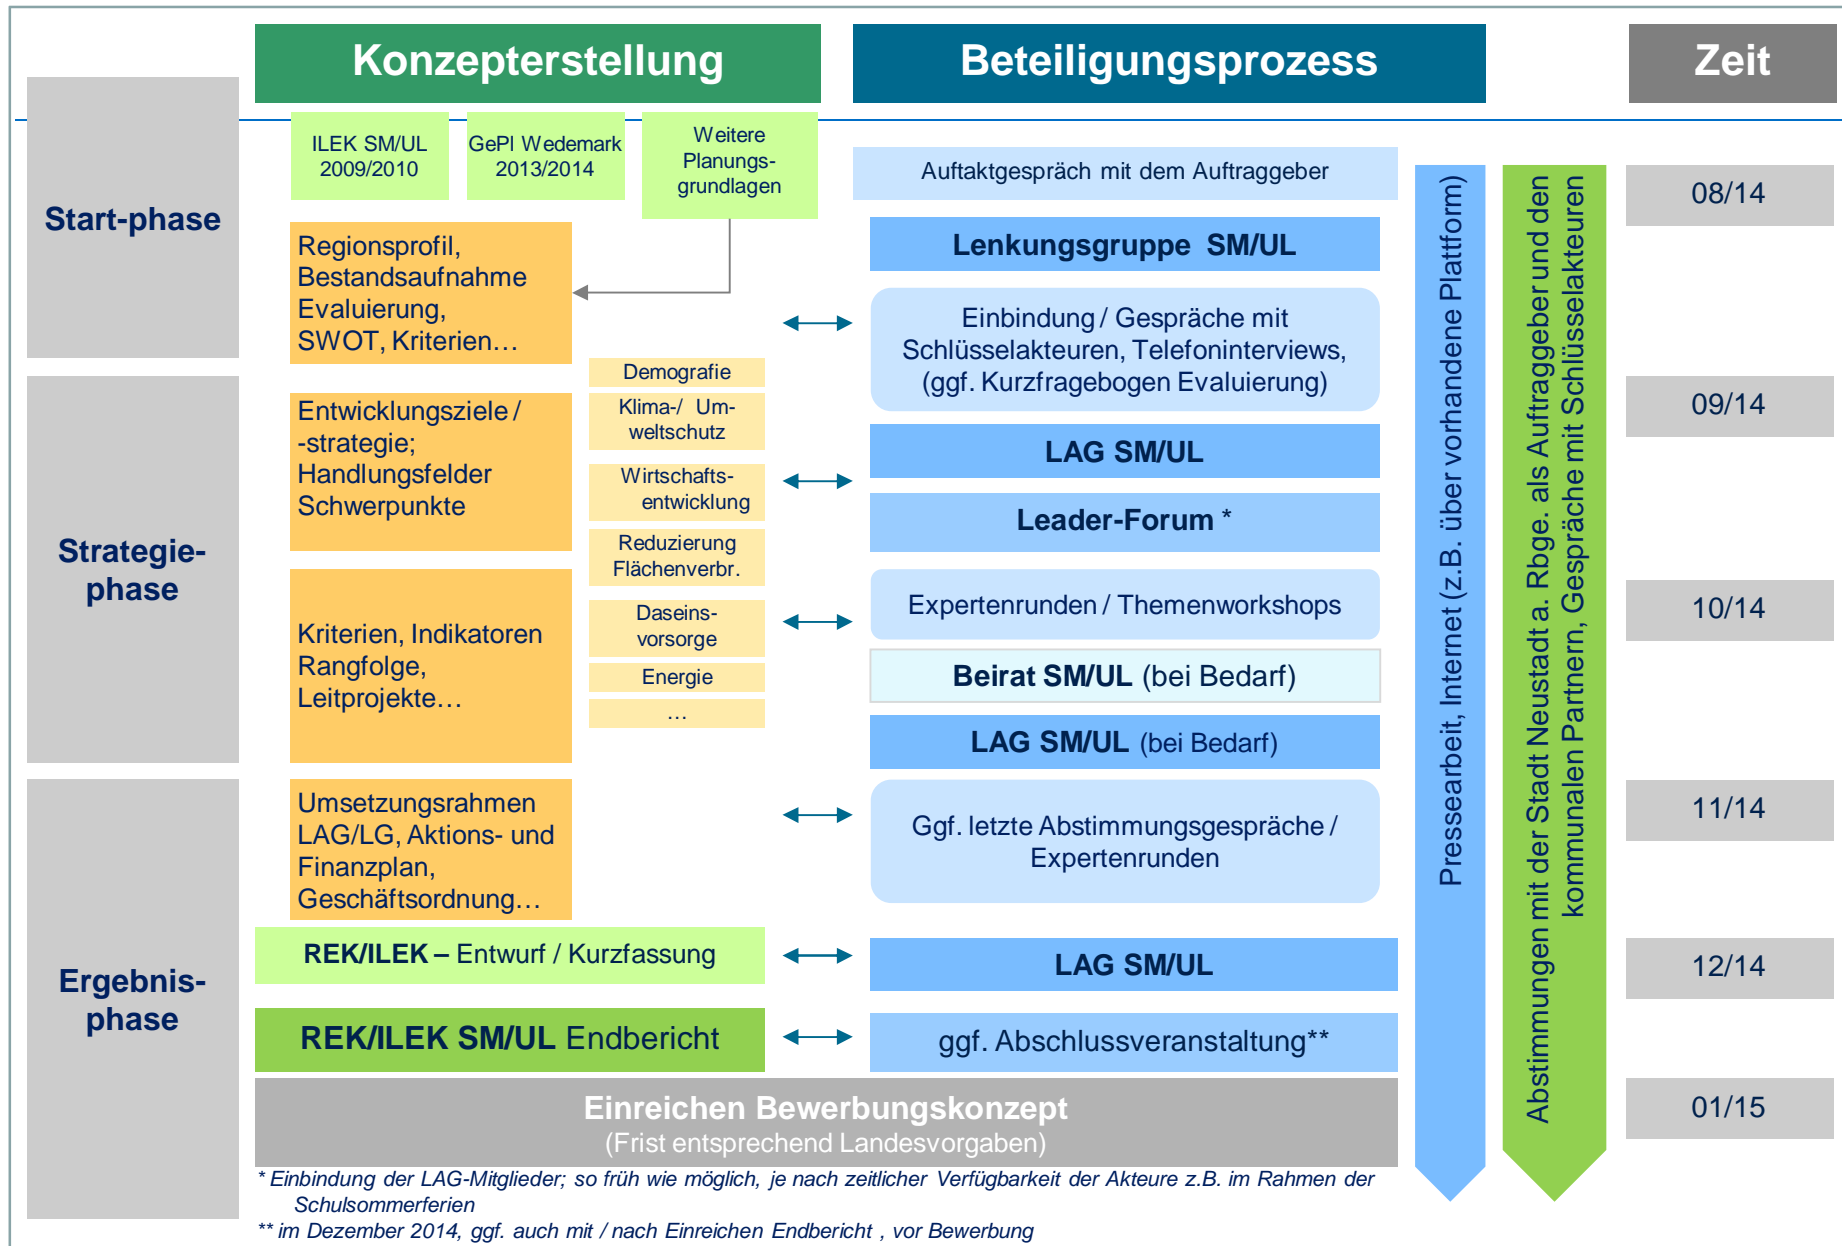 Konzepterstellung
Beteiligungsprozess
Zeit
Start-phase
ILEK SM/UL
2009/2010
GePl Wedemark
2013/2014
Weitere
Planungs-
grundlagen
Regionsprofil,
Bestandsaufnahme
Evaluierung,
SWOT, Kriterien…
Auftaktgespräch mit dem Auftraggeber
Lenkungsgruppe SM/UL
Einbindung / Gespräche mit
Schlüsselakteuren, Telefoninterviews,
(ggf. Kurzfragebogen Evaluierung)
08/14
Strategie-
phase
Entwicklungsziele /
-strategie;
Handlungsfelder
Schwerpunkte
Kriterien, Indikatoren
Rangfolge,
Leitprojekte…
Demografie
Klima-/ Um-
weltschutz
Wirtschafts-
entwicklung
Reduzierung
Flächenverbr.
Daseins-
vorsorge
Energie
…
LAG SM/UL
Leader-Forum *
Expertenrunden / Themenworkshops
Beirat SM/UL (bei Bedarf)
LAG SM/UL (bei Bedarf)
09/14
10/14
Ergebnis-
phase
Umsetzungsrahmen
LAG/LG, Aktions- und
Finanzplan,
Geschäftsordnung…
Ggf. letzte Abstimmungsgespräche /
Expertenrunden
11/14
REK/ILEK – Entwurf / Kurzfassung
LAG SM/UL
12/14
REK/ILEK SM/UL Endbericht
ggf. Abschlussveranstaltung**
Einreichen Bewerbungskonzept
(Frist entsprechend Landesvorgaben)
01/15
Pressearbeit, Internet (z.B. über vorhandene Plattform)
Abstimmungen mit der Stadt Neustadt a. Rbge. als Auftraggeber und den
kommunalen Partnern, Gespräche mit Schlüsselakteuren
* Einbindung der LAG-Mitglieder; so früh wie möglich, je nach zeitlicher Verfügbarkeit der Akteure z.B. im Rahmen der
Schulsommerferien
** im Dezember 2014, ggf. auch mit / nach Einreichen Endbericht , vor Bewerbung